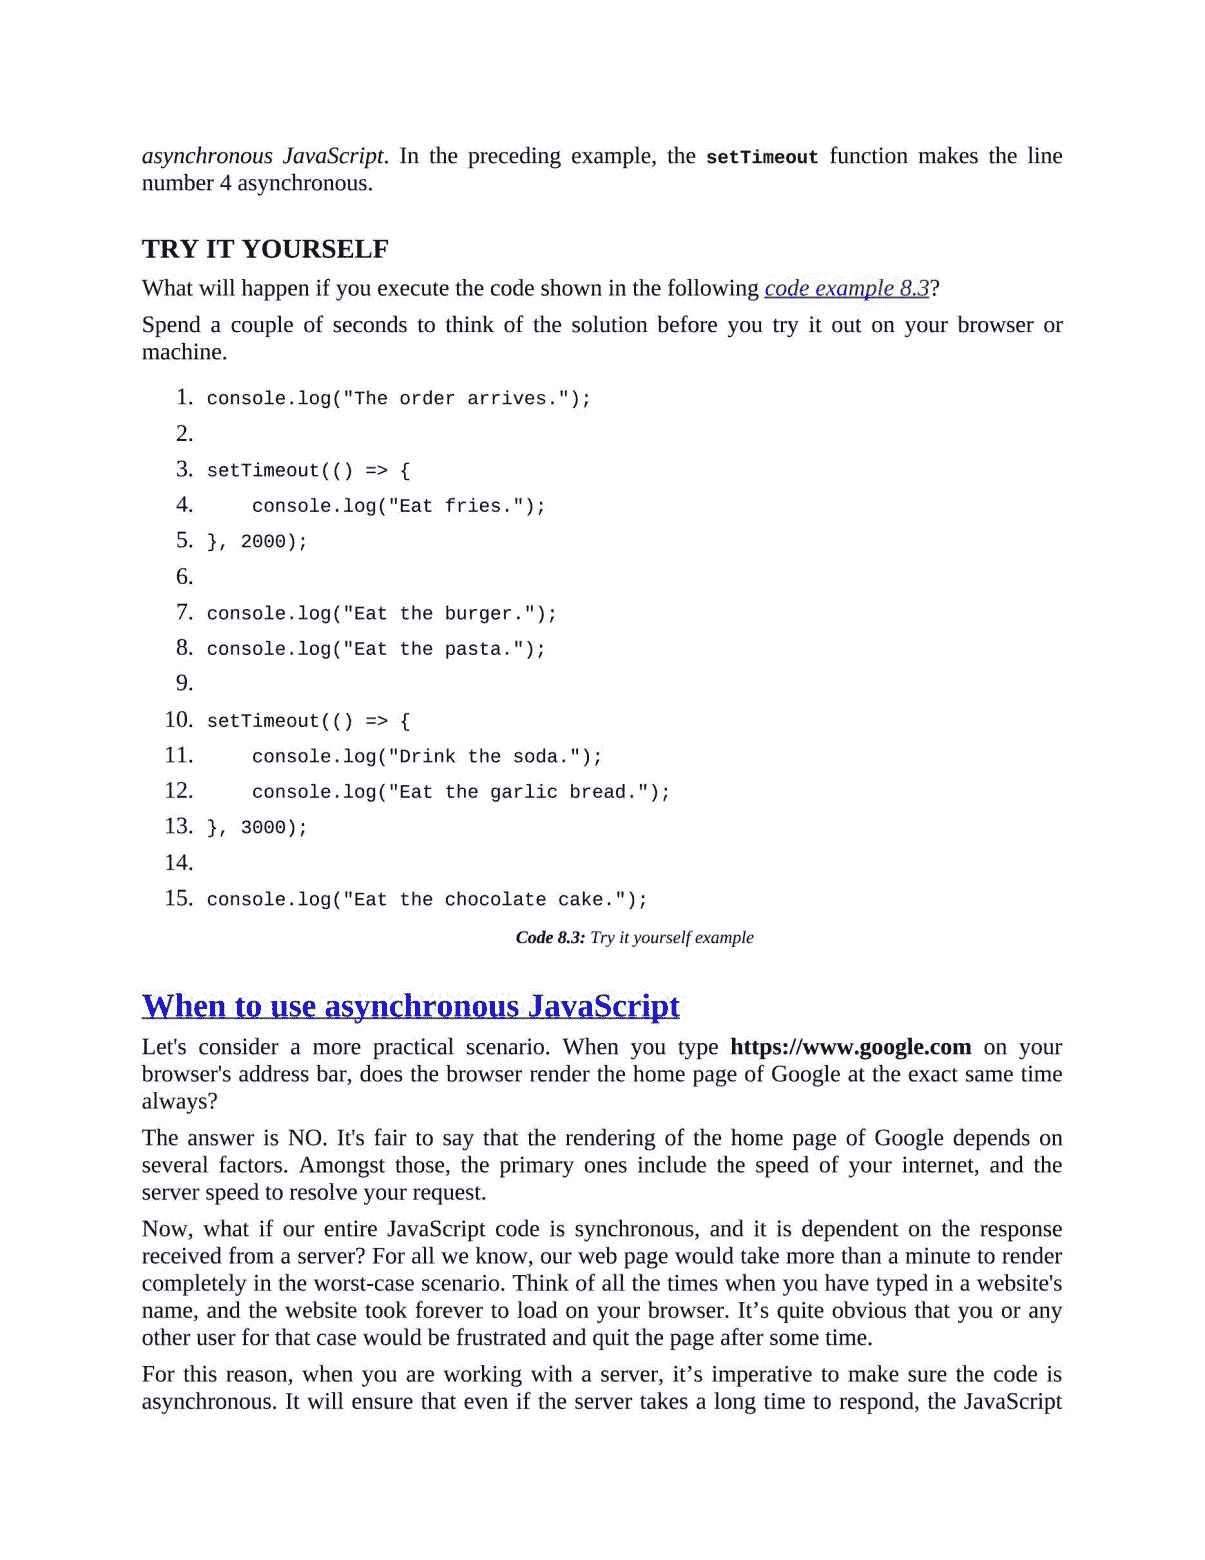 asynchronous JavaScript. In the preceding example, the setTimeout function makes the line
number 4 asynchronous.
TRY IT YOURSELF
What will happen if you execute the code shown in the following code example 8.3?
Spend a couple of seconds to think of the solution before you try it out on your browser or
machine.
1. console.log("The order arrives.");
2.
3. setTimeout(() => {
4.     console.log("Eat fries.");
5. }, 2000);
6.
7. console.log("Eat the burger.");
8. console.log("Eat the pasta.");
9.
10. setTimeout(() => {
11.     console.log("Drink the soda.");
12.     console.log("Eat the garlic bread.");
13. }, 3000);
14.
15. console.log("Eat the chocolate cake.");
Code 8.3: Try it yourself example
When to use asynchronous JavaScript
Let's consider a more practical scenario. When you type https://www.google.com on your
browser's address bar, does the browser render the home page of Google at the exact same time
always?
The answer is NO. It's fair to say that the rendering of the home page of Google depends on
several factors. Amongst those, the primary ones include the speed of your internet, and the
server speed to resolve your request.
Now, what if our entire JavaScript code is synchronous, and it is dependent on the response
received from a server? For all we know, our web page would take more than a minute to render
completely in the worst-case scenario. Think of all the times when you have typed in a website's
name, and the website took forever to load on your browser. It’s quite obvious that you or any
other user for that case would be frustrated and quit the page after some time.
For this reason, when you are working with a server, it’s imperative to make sure the code is
asynchronous. It will ensure that even if the server takes a long time to respond, the JavaScript